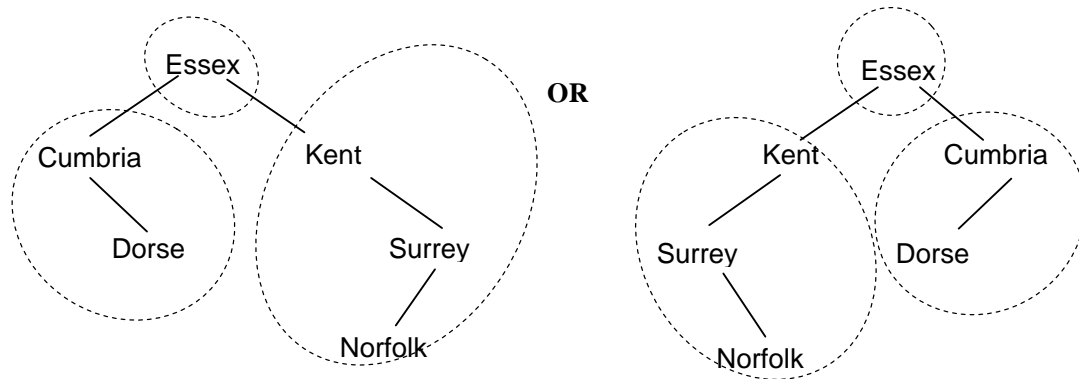 Essex
Cumbria
Kent
Dorse
Surrey
Norfolk
OR
Essex
Kent
Cumbria
Surrey
Dorse
Norfolk